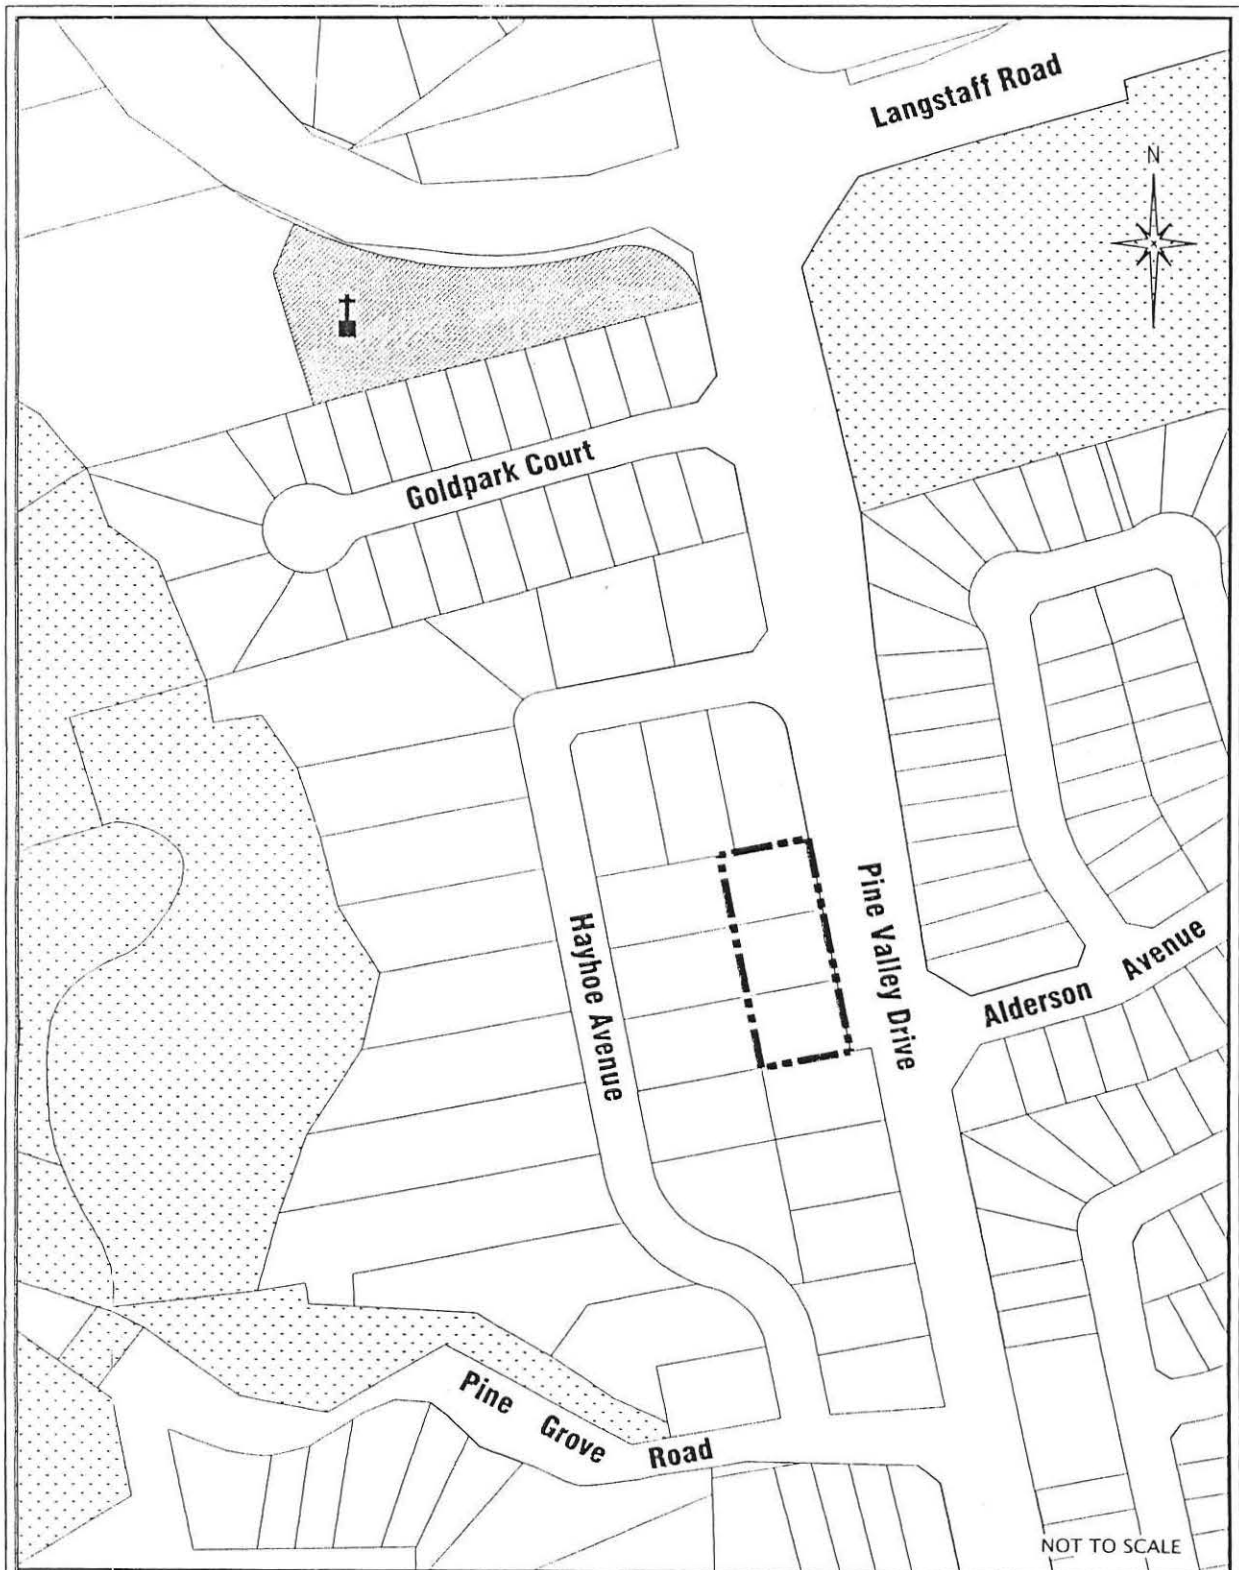 Langstaff Road
N
Goldpark Court
Hayhoe Avenue
Pine Valley Drive
Alderson Avenue
Pine Grove Road
NOT TO SCALE